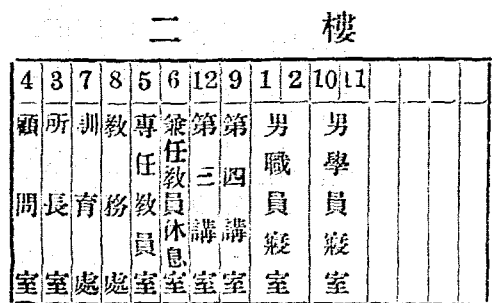 二樓
4 3 7 8 5 6 12 9 1 2 10 11
顧問室
所長室
訓育處
教務處
專任教員室
兼任教員休息室
第三講室
第四講室
男職員寢室
男學員寢室